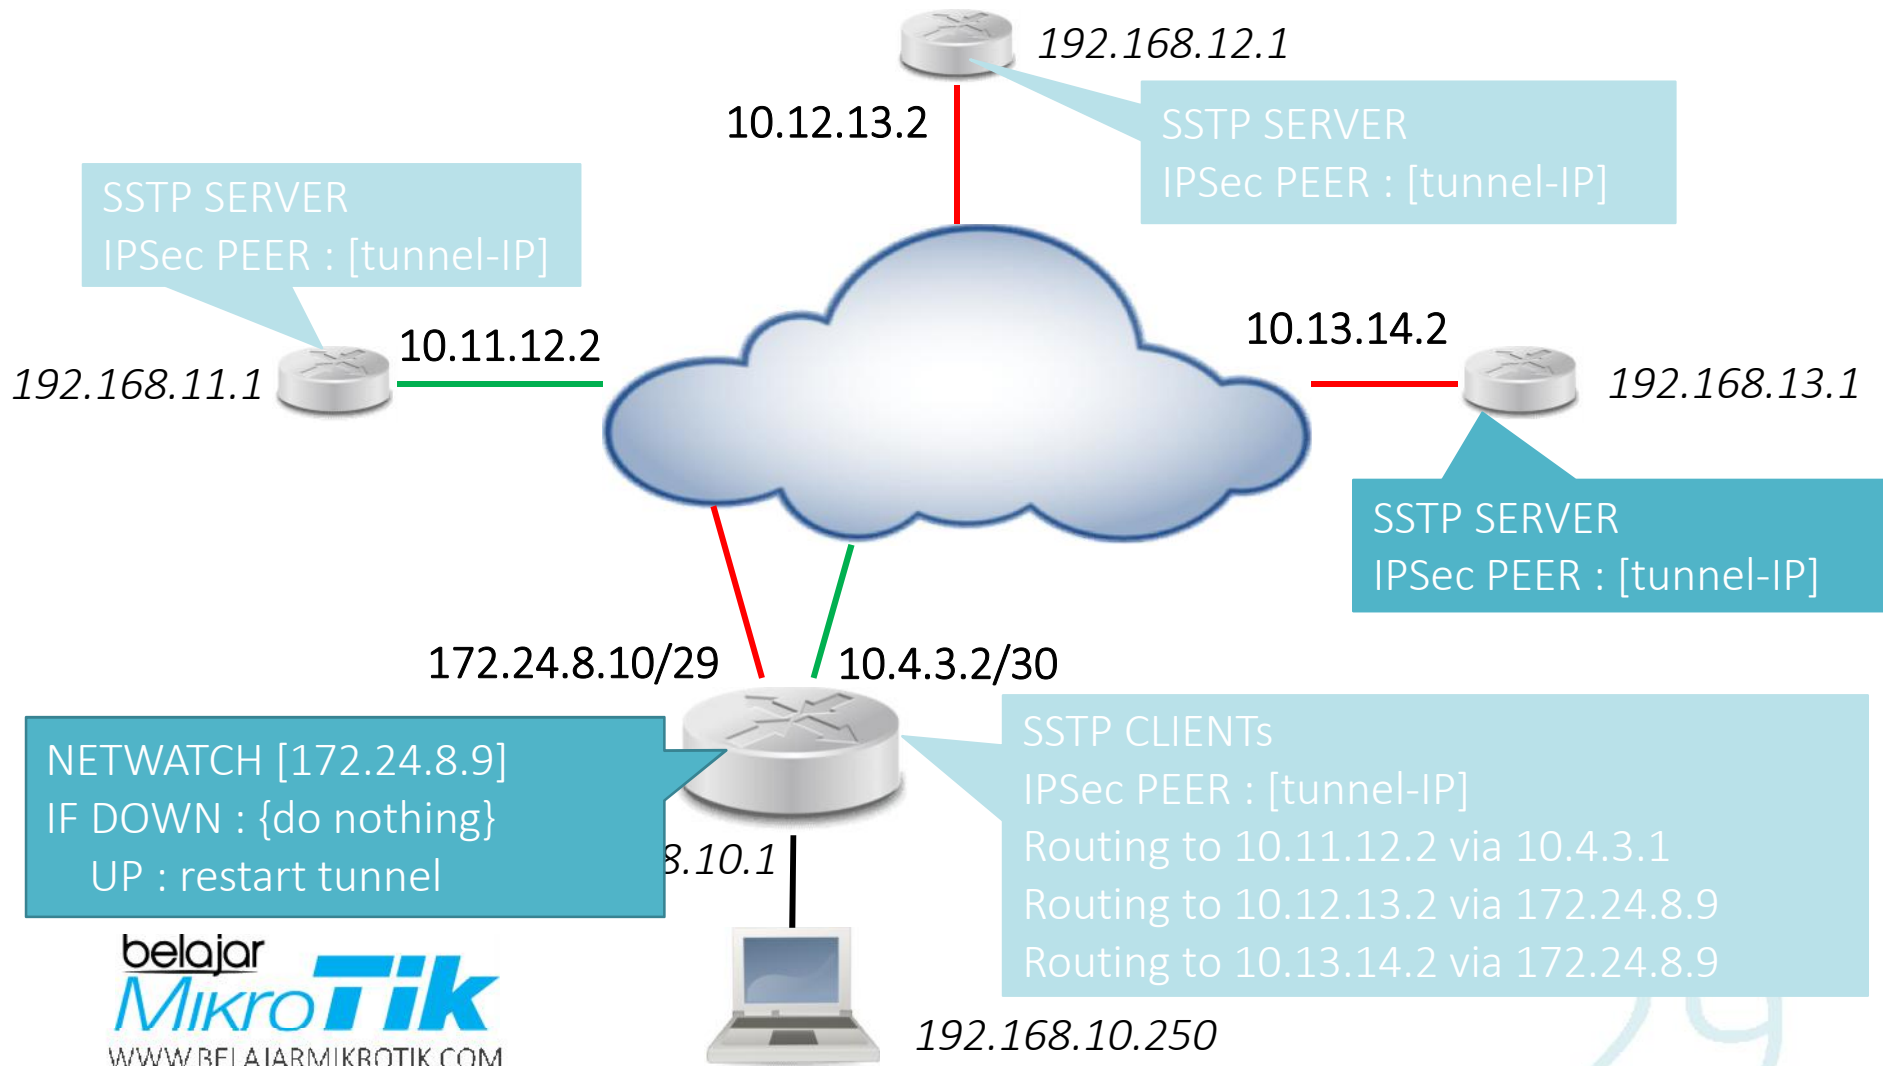 192.168.12.1
10.12.13.2
SSTP SERVER
IPSec PEER : [tunnel-IP]
SSTP SERVER
IPSec PEER : [tunnel-IP]
10.11.12.2
192.168.11.1
10.13.14.2
192.168.13.1
SSTP SERVER
IPSec PEER : [tunnel-IP]
172.24.8.10/29
10.4.3.2/30
NETWATCH [172.24.8.9]
IF DOWN : {do nothing}
UP : restart tunnel
8.10.1
SSTP CLIENTs
IPSec PEER : [tunnel-IP]
Routing to 10.11.12.2 via 10.4.3.1
Routing to 10.12.13.2 via 172.24.8.9
Routing to 10.13.14.2 via 172.24.8.9
belajar
MikroTik
WWW.BELAJARMIKROTIK.COM
192.168.10.250
29